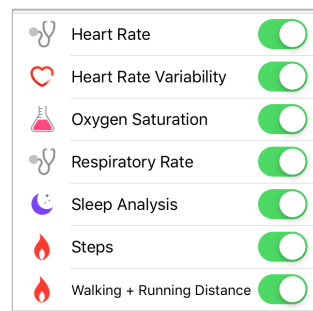 Heart Rate
Heart Rate Variability
Oxygen Saturation
Respiratory Rate
Sleep Analysis
Steps
Walking + Running Distance